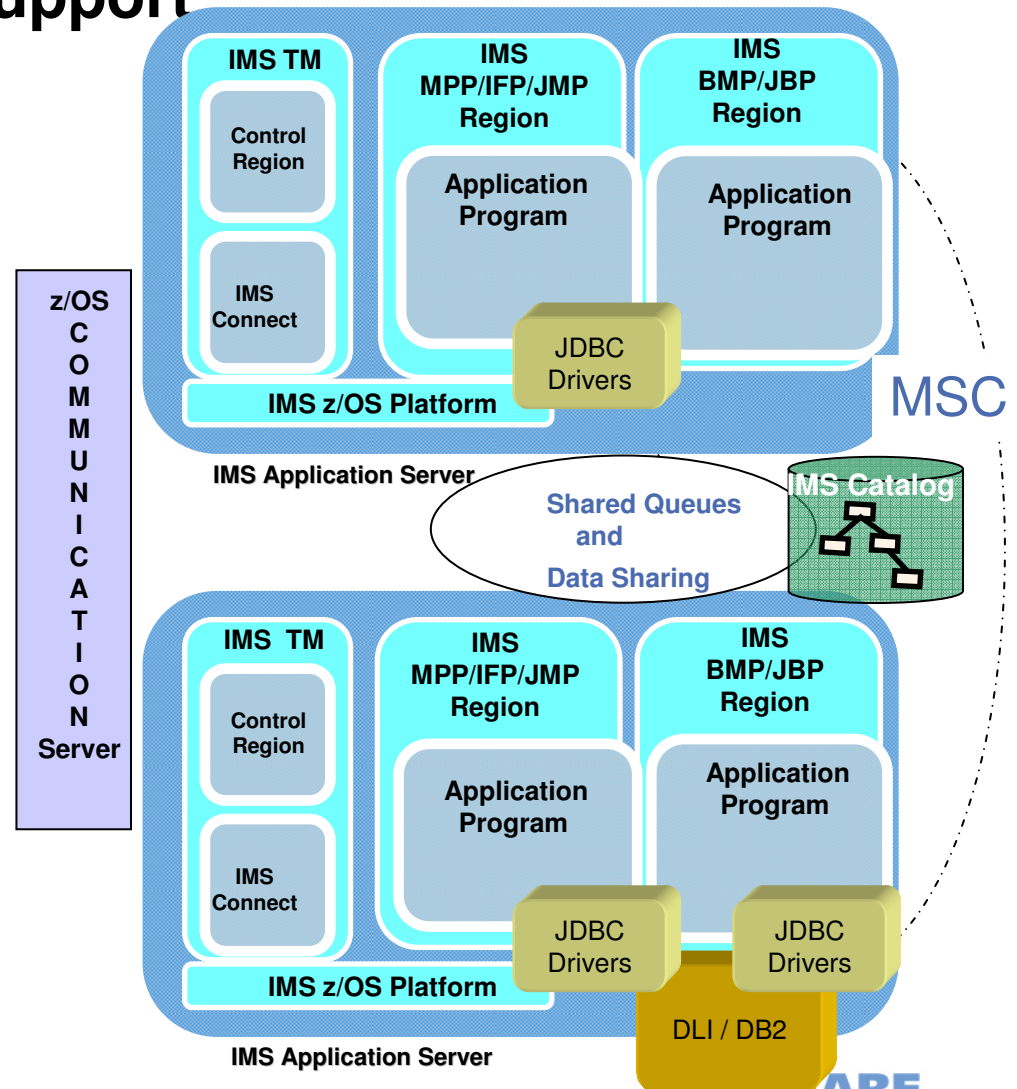 upport
IMS TM
Control
Region
IMS
Connect
IMS
MPP/IFP/JMP
Region
Application
Program
IMS
BMP/JBP
Region
Application
Program
JDBC
Drivers
IMS z/OS Platform
IMS Application Server
z/OS
C
O
M
M
U
N
I
C
A
T
I
O
N
Server
MSC
Shared Queues
and
Data Sharing
IMS Catalog
IMS TM
Control
Region
IMS
Connect
IMS
MPP/IFP/JMP
Region
Application
Program
IMS
BMP/JBP
Region
Application
Program
JDBC
Drivers
JDBC
Drivers
IMS z/OS Platform
DLI / DB2
IMS Application Server